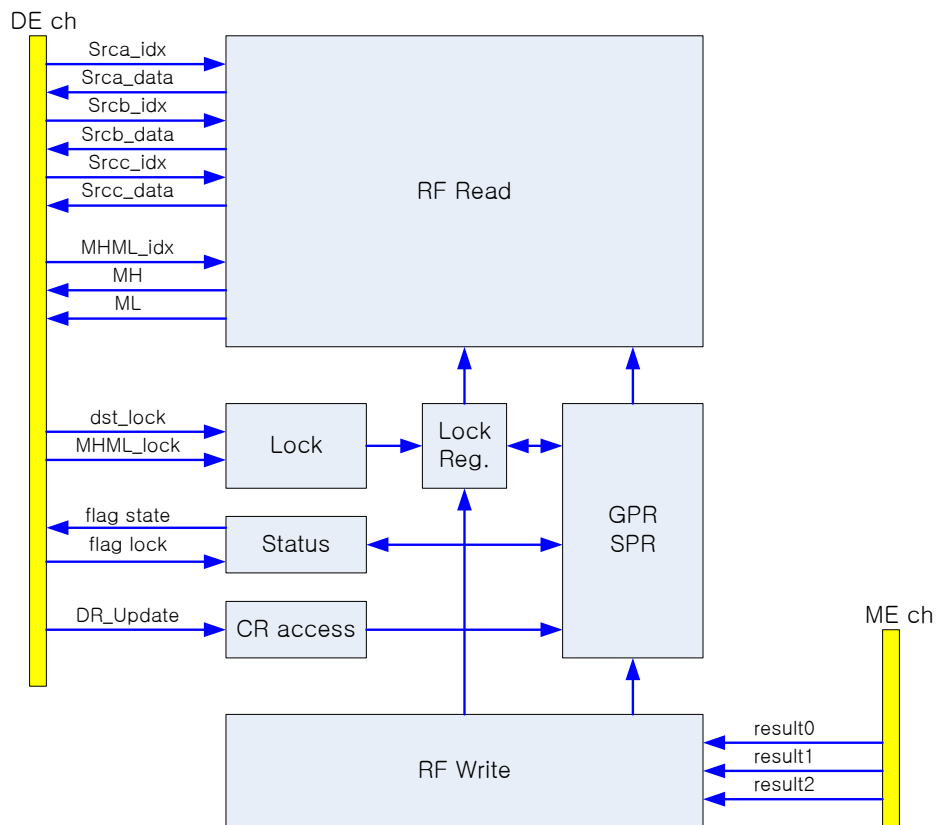 DE ch
Srca_idx
Srca_data
Srcb_idx
Srcb_data
Srcc_idx
Srcc_data
RF Read
MHML_idx
MH
ML
dst_lock
MHML_lock
Lock
Lock
Reg.
flag state
flag lock
Status
GPR
SPR
DR_Update
CR access
ME ch
RF Write
result0
result1
result2